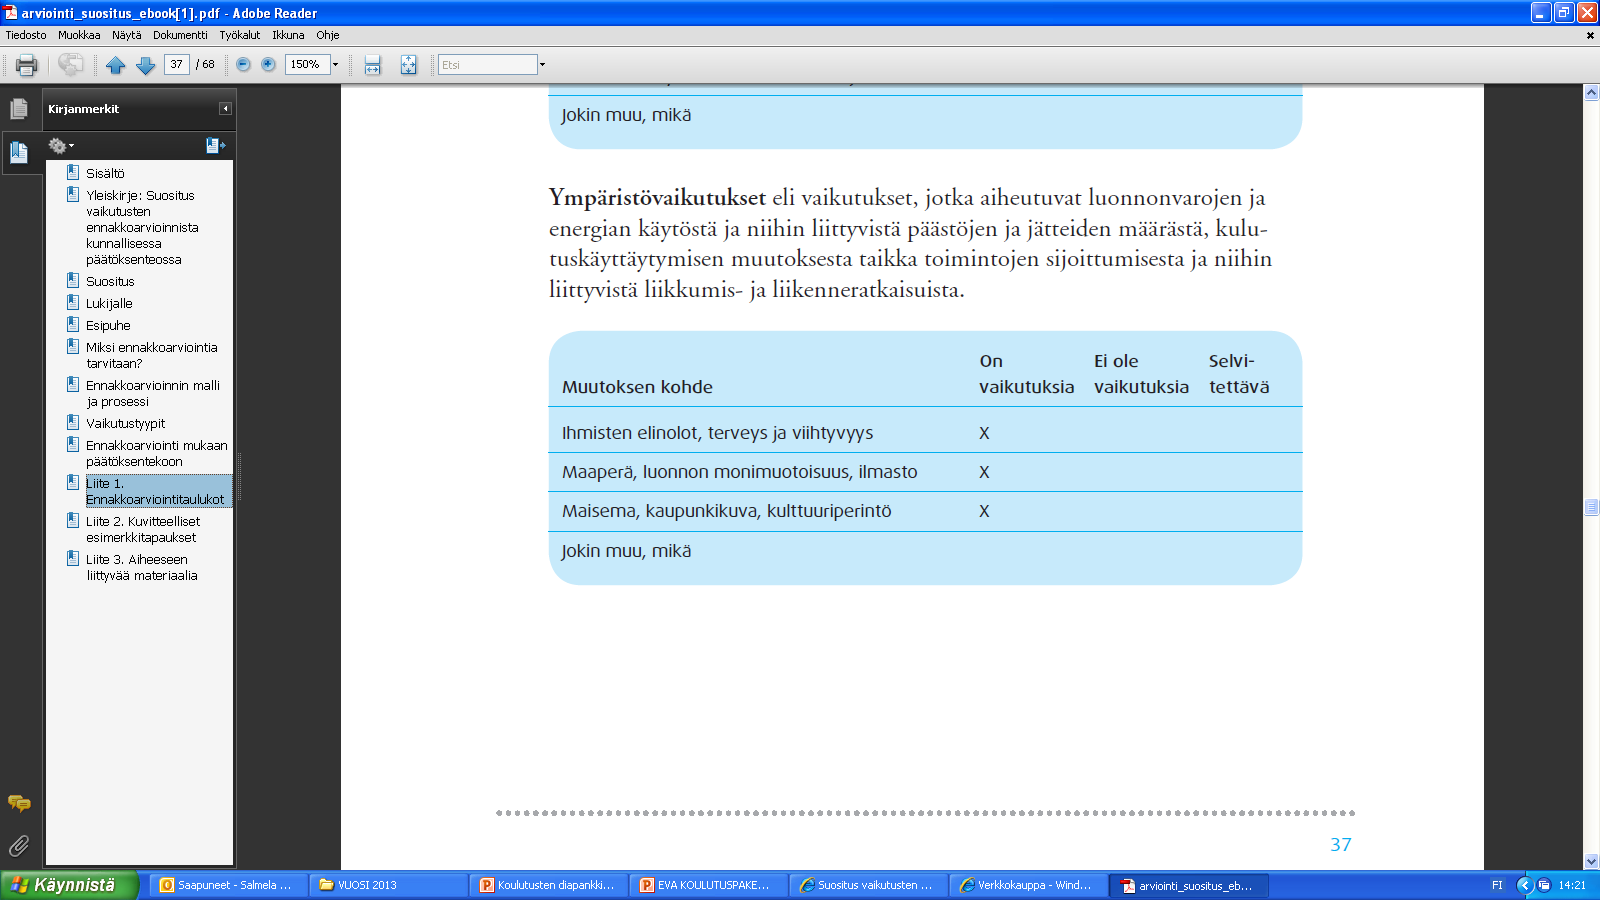 arviointi_suositus_ebook[1].pdf - Adobe Reader
Tiedosto Muokkaa Näytä Dokumentti Työkalut Ikkuna Ohje
37 / 68 150% Etsi
Kirjanmerkit
Sisältö
Yleiskirje: Suositus
vaikutusten
ennakkoarvioinnista
kunnallisessa
päätöksenteossa
Suositus
Lukijalle
Esipuhe
Miksi ennakkoarviointia
tarvitaan?
Ennakkoarvioinnin malli
ja prosessi
Vaikutustyypit
Ennakkoarviointi mukaan
päätöksentekoon
Liite 1.
Ennakkoarviointitaulukot
Liite 2. Kuvitteelliset
esimerkkitapaukset
Liite 3. Aiheeseen
liittyvää materiaalia
Jokin muu, mikä
Ympäristövaikutukset eli vaikutukset, jotka aiheutuvat luonnonvarojen ja
energian käytöstä ja niihin liittyvistä päästöjen ja jätteiden määrästä, kulu-
tuskäyttäytymisen muutoksesta taikka toimintojen sijoittumisesta ja niihin
liittyvistä liikkumis- ja liikenneratkaisuista.
On Ei ole Selvi-
Muutoksen kohde vaikutuksia vaikutuksia tettävä
Ihmisten elinolot, terveys ja viihtyvyys X
Maaperä, luonnon monimuotoisuus, ilmasto X
Maisema, kaupunkikuva, kulttuuriperintö X
Jokin muu, mikä
37
Käynnistä Saapuneet - Salmela ... VUOSI 2013 Koulutusten diapankki... EVA KOULUTUSPAKE... Suositus vaikutusten ... Verkkokauppa - Wind... arviointi_suositus_eb... FI 14:21